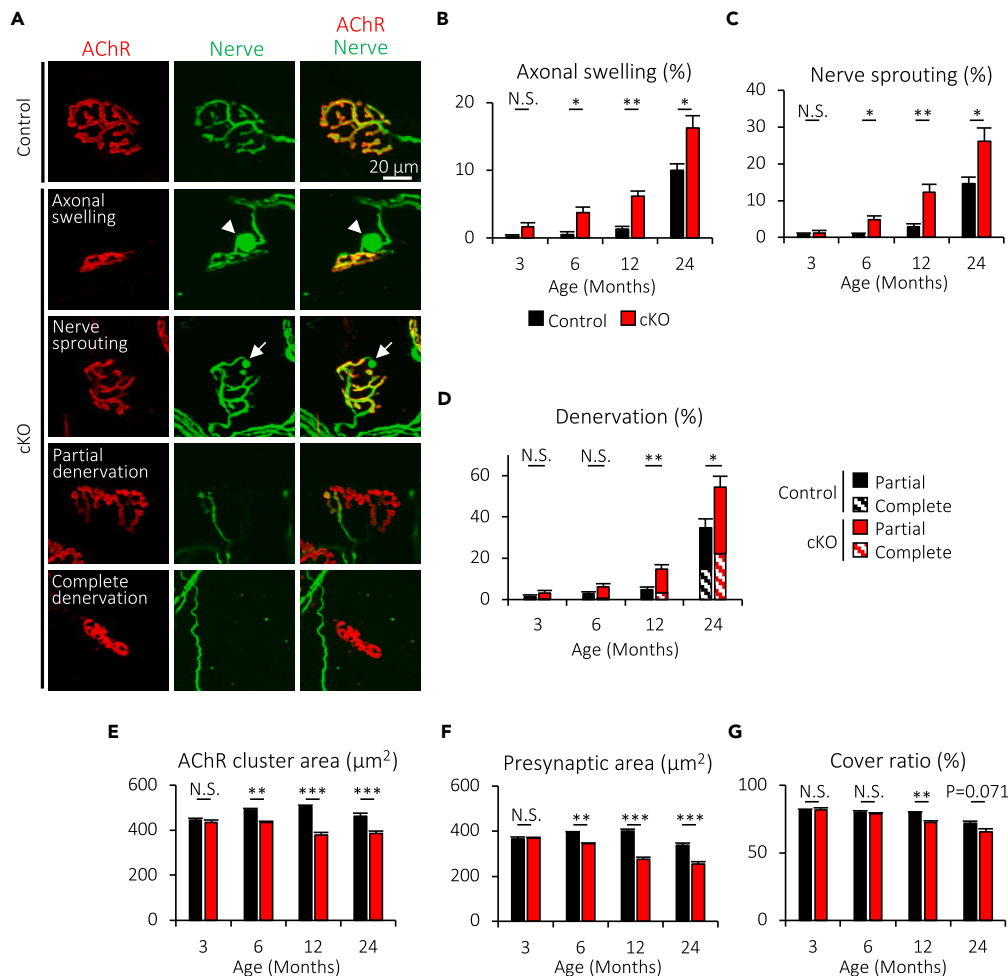 A
AChR
Nerve
AChR
Nerve
Control
20 µm
cKO
Axonal
swelling
Nerve
sprouting
Partial
denervation
Complete
denervation
B
Axonal swelling (%)
N.S. * ** *
20
10
0
3 6 12 24
Age (Months)
Control cKO
C
Nerve sprouting (%)
N.S. * ** *
40
30
20
10
0
3 6 12 24
Age (Months)
D
Denervation (%)
N.S. N.S. ** *
60
40
20
0
3 6 12 24
Age (Months)
Control
Partial
Complete
cKO
Partial
Complete
E
AChR cluster area (µm²)
N.S. ** *** ***
600
400
200
0
3 6 12 24
Age (Months)
F
Presynaptic area (µm²)
N.S. ** *** ***
600
400
200
0
3 6 12 24
Age (Months)
G
Cover ratio (%)
N.S. N.S. ** P=0.071
100
50
0
3 6 12 24
Age (Months)